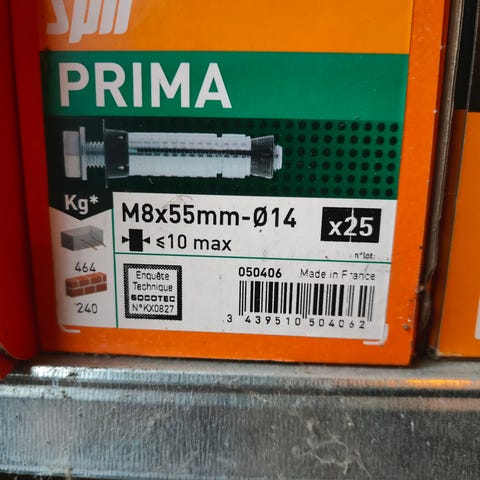 spit
PRIMA
Kg*
M8x55mm-Ø14
x25
≤10 max
n°lot:
464
240
Enquête
Technique
SOCOTEC
N°KX0827
050406 Made in France
3 439510 504062